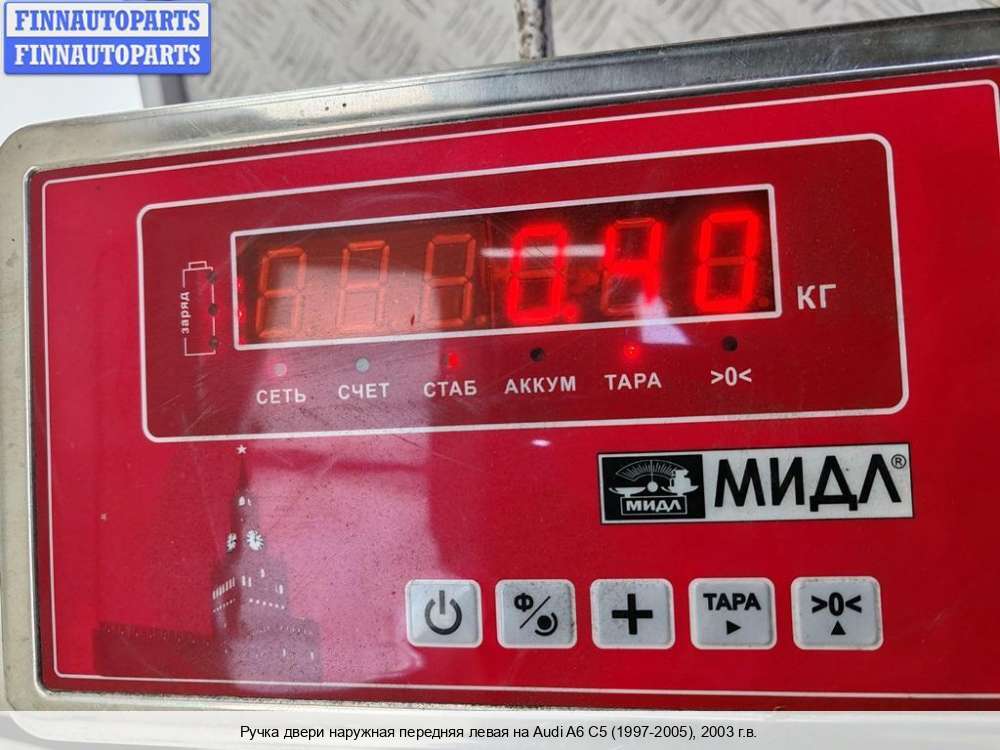 FINNAUTOPARTS
FINNAUTOPARTS
0.40
КГ
заряд
СЕТЬ СЧЕТ СТАБ АККУМ ТАРА >0<
МИДЛ МИДЛ®
Ф ТАРА >0<
Ручка двери наружная передняя левая на Audi A6 C5 (1997-2005), 2003 г.в.